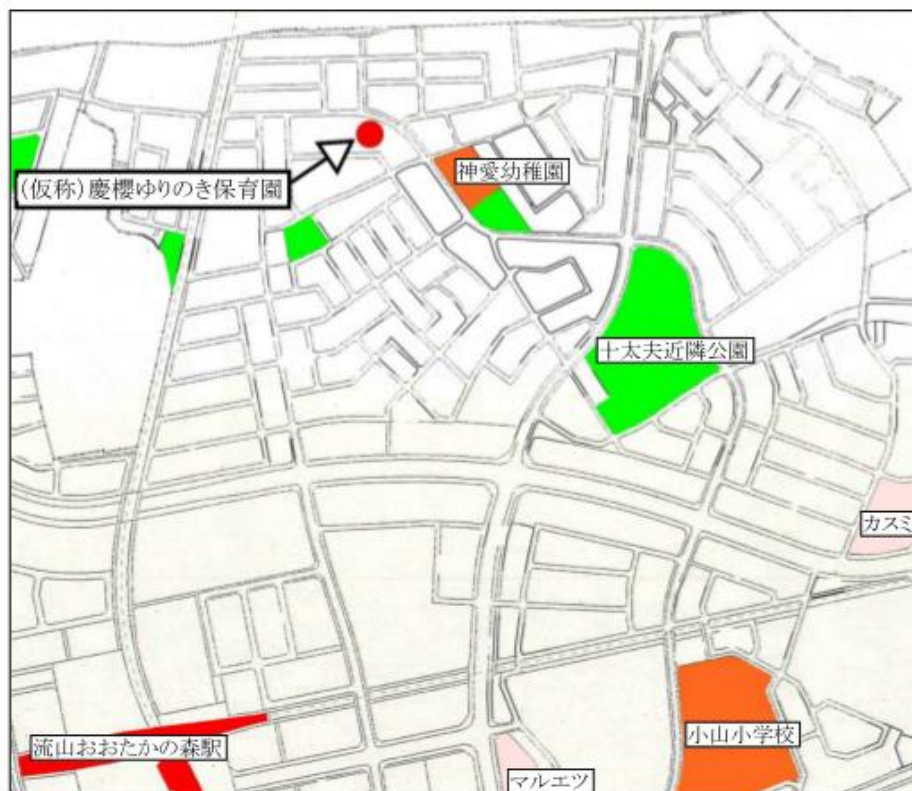 神愛幼稚園
(仮称)慶櫻ゆりのき保育園
十太夫近隣公園
カスミ
流山おおたかの森駅
小山小学校
マルエツ